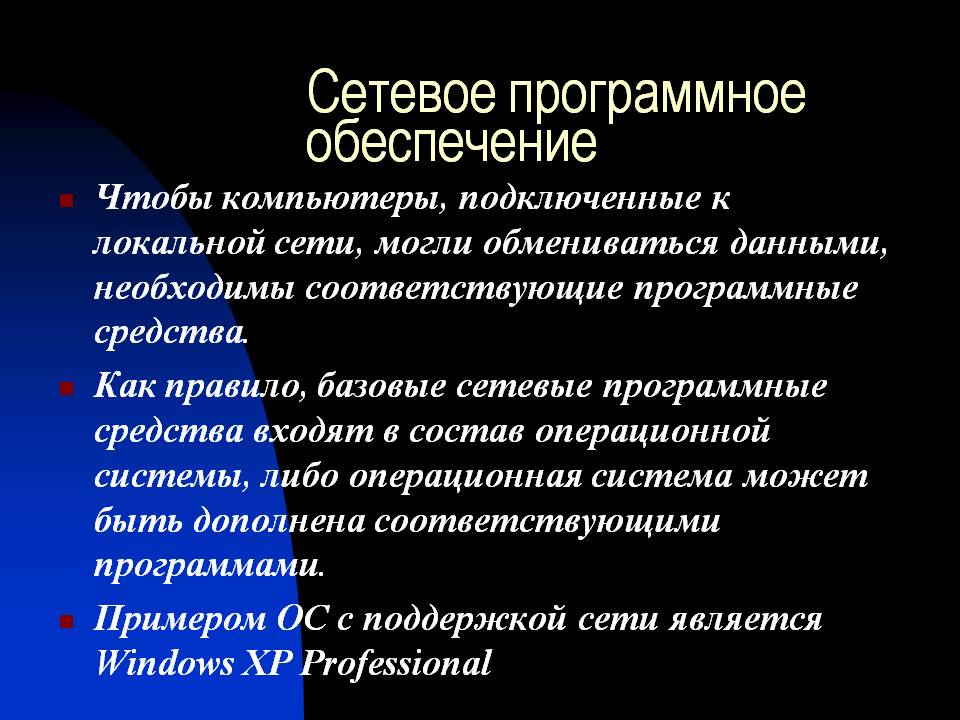 Сетевое программное
обеспечение
Чтобы компьютеры, подключенные к
локальной сети, могли обмениваться данными,
необходимы соответствующие программные
средства.
Как правило, базовые сетевые программные
средства входят в состав операционной
системы, либо операционная система может
быть дополнена соответствующими
программами.
Примером ОС с поддержкой сети является
Windows XP Professional